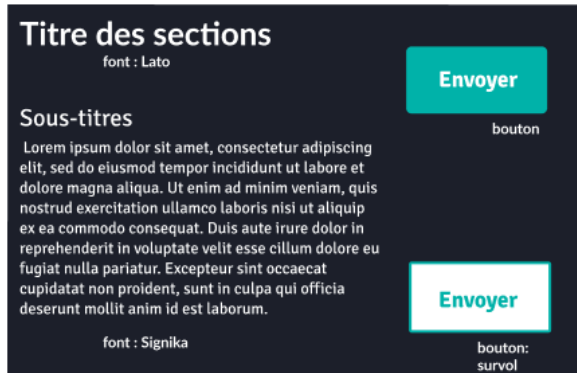 Titre des sections
font : Lato
Sous-titres
Lorem ipsum dolor sit amet, consectetur adipiscing
elit, sed do eiusmod tempor incididunt ut labore et
dolore magna aliqua. Ut enim ad minim veniam, quis
nostrud exercitation ullamco laboris nisi ut aliquip
ex ea commodo consequat. Duis aute irure dolor in
reprehenderit in voluptate velit esse cillum dolore eu
fugiat nulla pariatur. Excepteur sint occaecat
cupidatat non proident, sunt in culpa qui officia
deserunt mollit anim id est laborum.
font : Signika
Envoyer
bouton
Envoyer
bouton:
survol